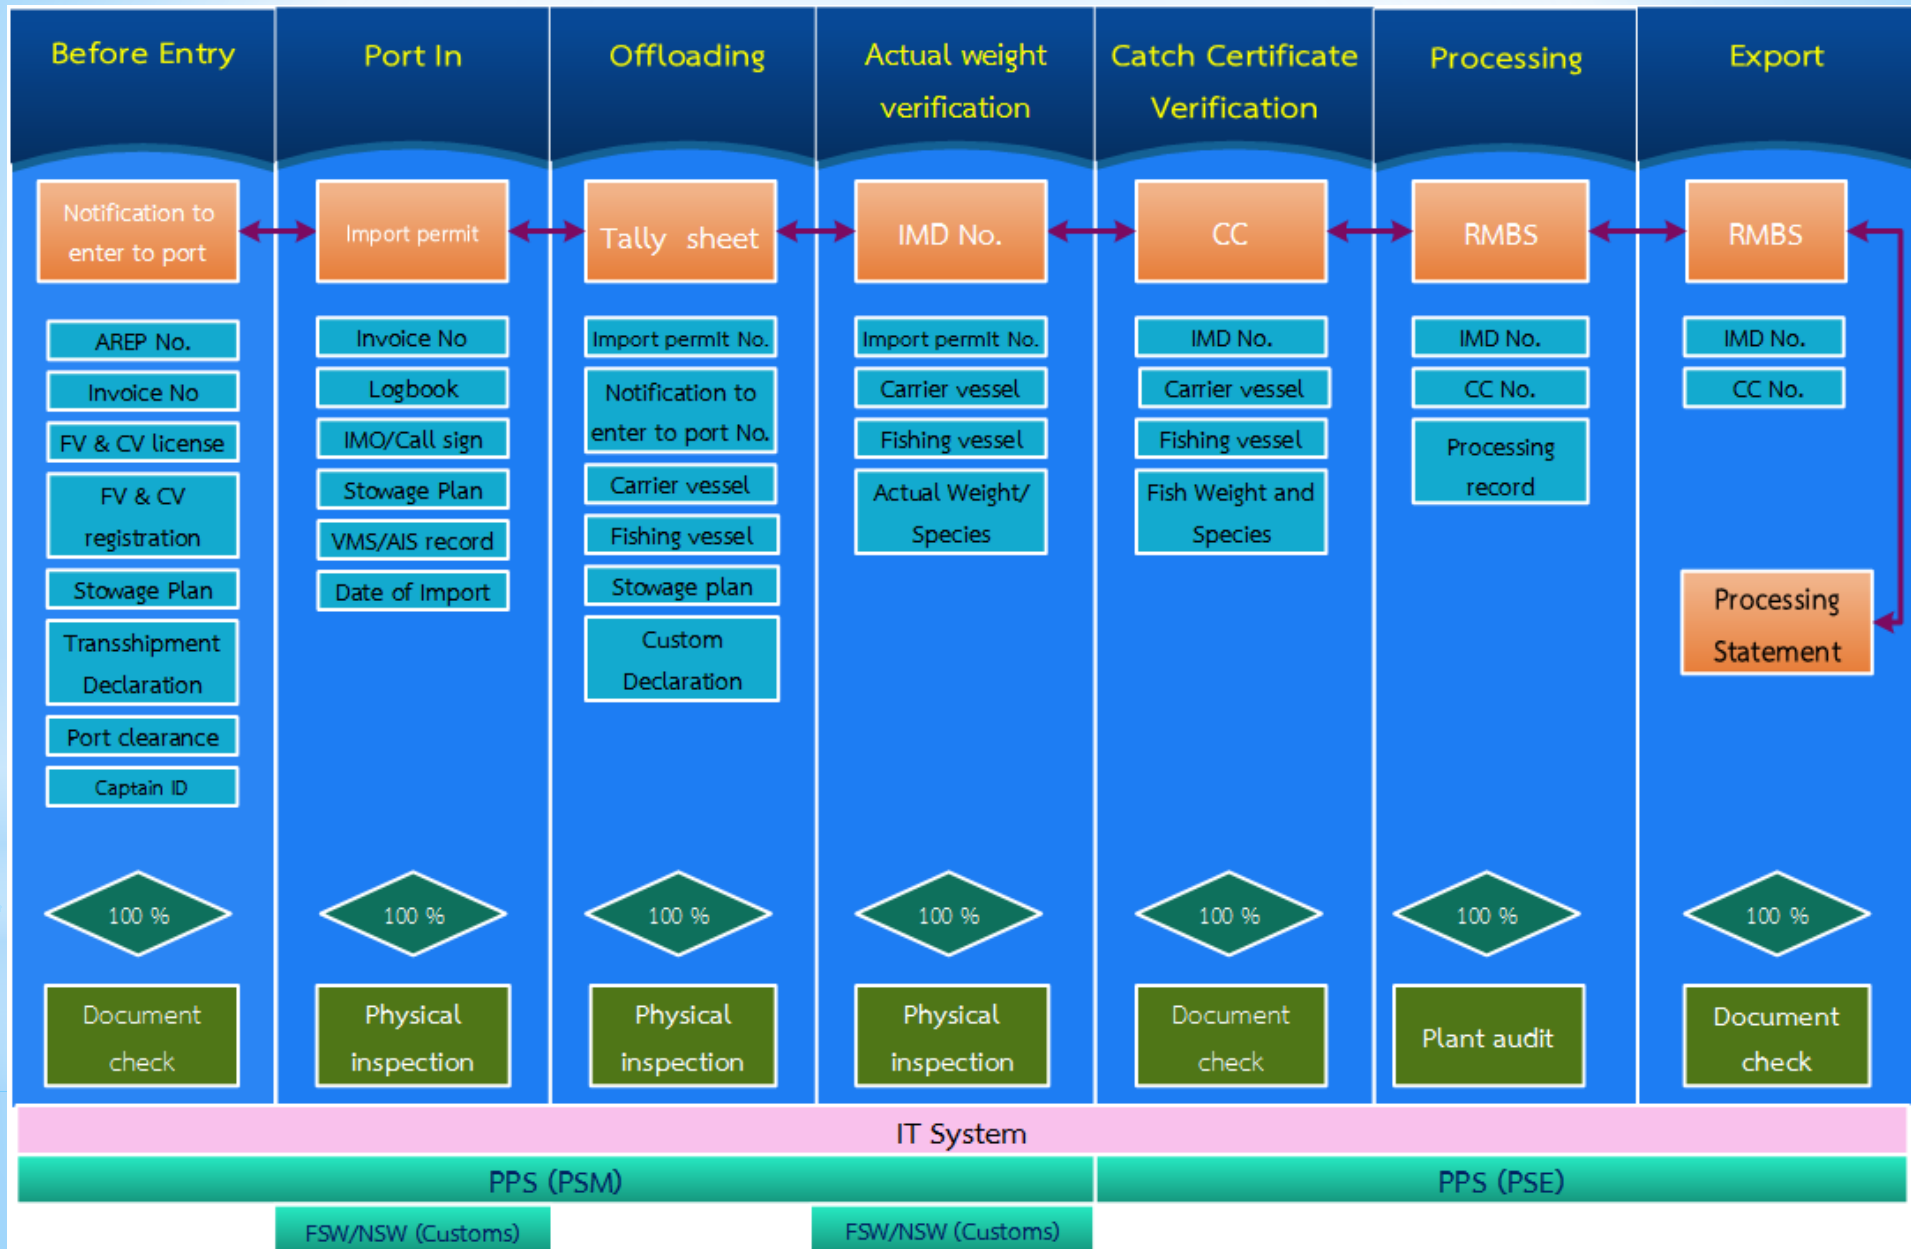 Before Entry
Port In
Offloading
Actual weight
verification
Catch Certificate
Verification
Processing
Export
Notification to
enter to port
Import permit
Tally sheet
IMD No.
CC
RMBS
RMBS
AREP No.
Invoice No
FV & CV license
FV & CV
registration
Stowage Plan
Transshipment
Declaration
Port clearance
Captain ID
Invoice No
Logbook
IMO/Call sign
Stowage Plan
VMS/AIS record
Date of Import
Import permit No.
Notification to
enter to port No.
Carrier vessel
Fishing vessel
Stowage plan
Custom
Declaration
Import permit No.
Carrier vessel
Fishing vessel
Actual Weight/
Species
IMD No.
Carrier vessel
Fishing vessel
Fish Weight and
Species
IMD No.
CC No.
Processing
record
IMD No.
CC No.
Processing
Statement
100 %
100 %
100 %
100 %
100 %
100 %
100 %
Document
check
Physical
inspection
Physical
inspection
Physical
inspection
Document
check
Plant audit
Document
check
IT System
PPS (PSM)
PPS (PSE)
FSW/NSW (Customs)
FSW/NSW (Customs)